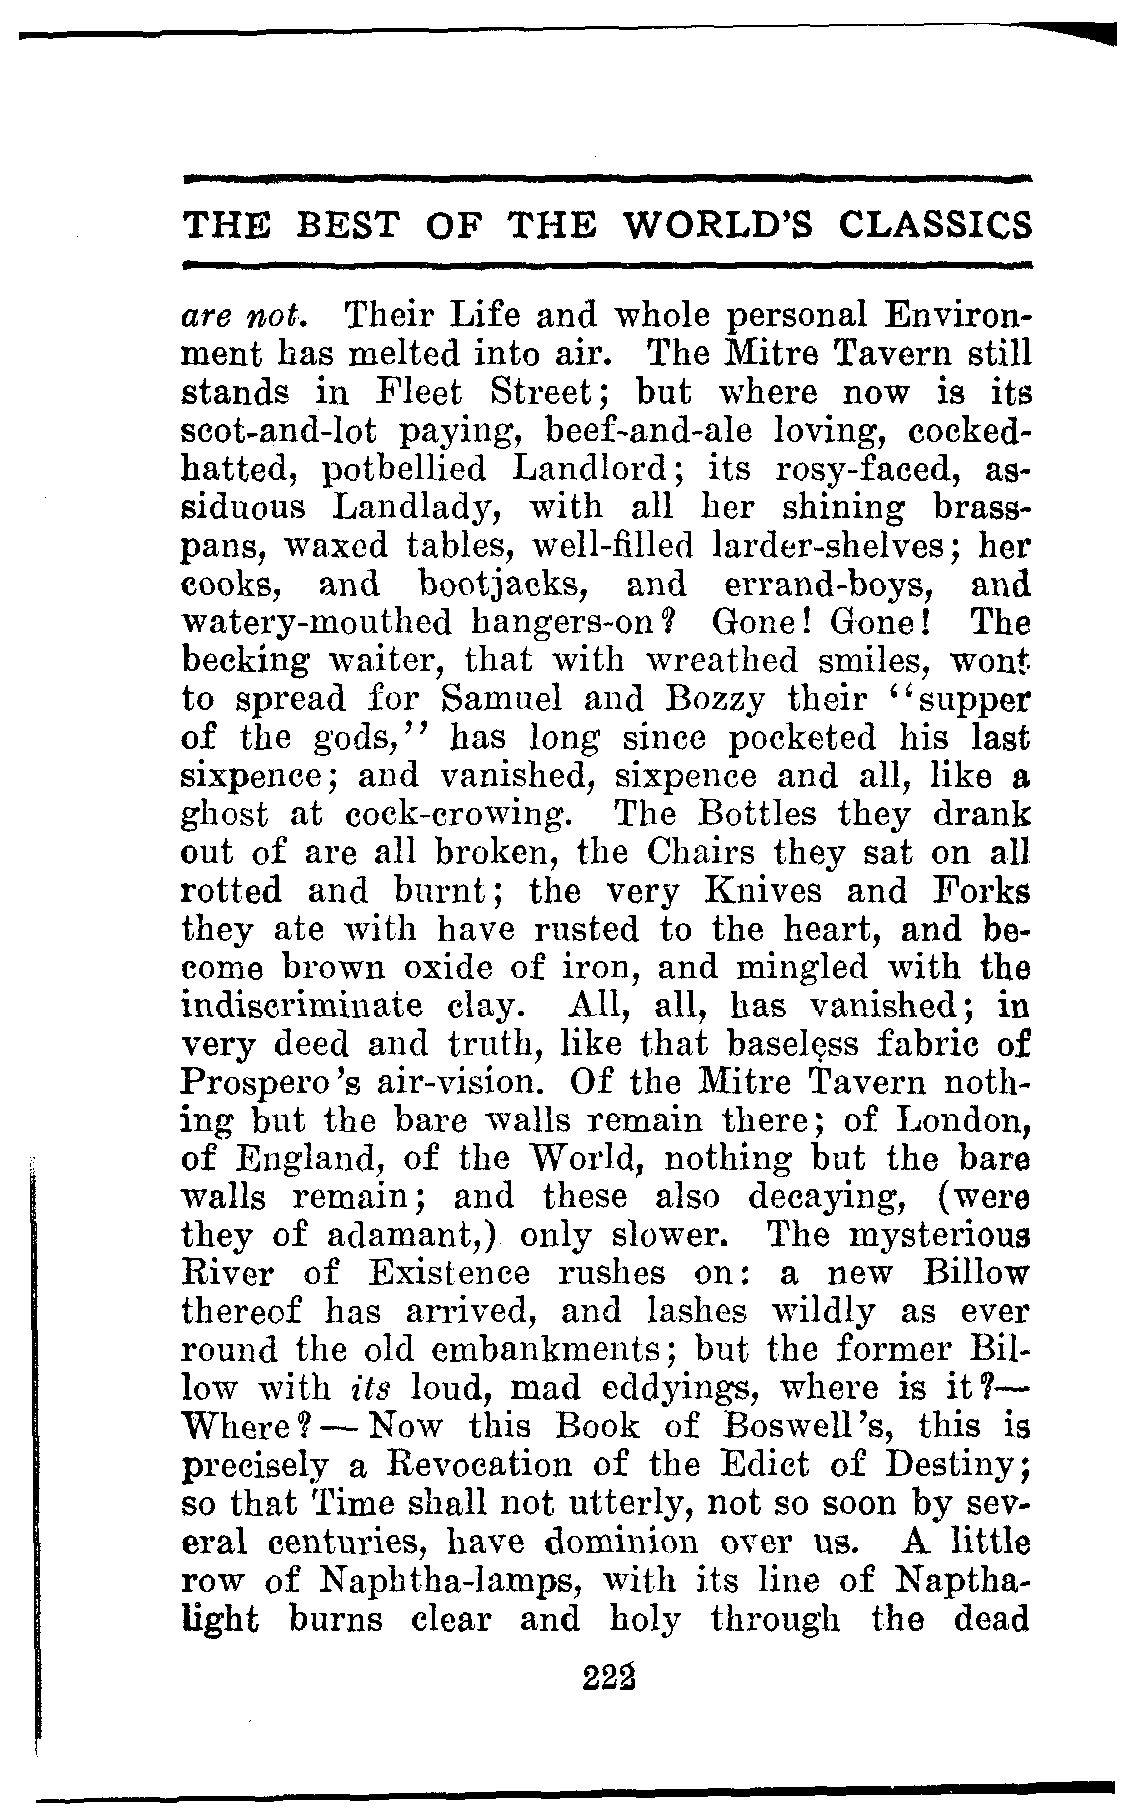 THE BEST OF THE WORLD'S CLASSICS
are not. Their Life and whole personal Environ-
ment has melted into air. The Mitre Tavern still
stands in Fleet Street; but where now is its
scot-and-lot paying, beef-and-ale loving, cocked-
hatted, potbellied Landlord; its rosy-faced, as-
siduous Landlady, with all her shining brass-
pans, waxed tables, well-filled larder-shelves; her
cooks, and bootjacks, and errand-boys, and
watery-mouthed hangers-on? Gone! Gone! The
becking waiter, that with wreathed smiles, wont
to spread for Samuel and Bozzy their "supper
of the gods," has long since pocketed his last
sixpence; and vanished, sixpence and all, like a
ghost at cock-crowing. The Bottles they drank
out of are all broken, the Chairs they sat on all
rotted and burnt; the very Knives and Forks
they ate with have rusted to the heart, and be-
come brown oxide of iron, and mingled with the
indiscriminate clay. All, all, has vanished; in
very deed and truth, like that baseless fabric of
Prospero's air-vision. Of the Mitre Tavern noth-
ing but the bare walls remain there; of London,
of England, of the World, nothing but the bare
walls remain; and these also decaying, (were
they of adamant,) only slower. The mysterious
River of Existence rushes on: a new Billow
thereof has arrived, and lashes wildly as ever
round the old embankments; but the former Bil-
low with its loud, mad eddyings, where is it?—
Where?—Now this Book of Boswell's, this is
precisely a Revocation of the Edict of Destiny;
so that Time shall not utterly, not so soon by sev-
eral centuries, have dominion over us. A little
row of Naphtha-lamps, with its line of Naptha-
light burns clear and holy through the dead
222